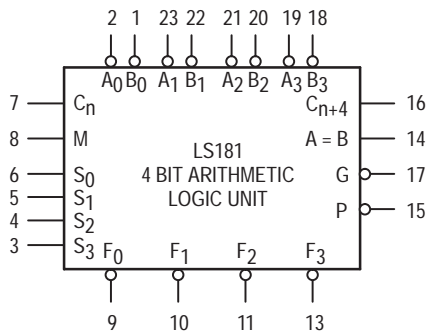 2 1 23 22 21 20 19 18
A₀ B₀ A₁ B₁ A₂ B₂ A₃ B₃
7 Cₙ Cₙ₊₄ 16
8 M A = B 14
LS181
6 S₀ 4 BIT ARITHMETIC G 17
5 S₁ LOGIC UNIT
4 S₂ P 15
3 S₃ F₀ F₁ F₂ F₃
9 10 11 13